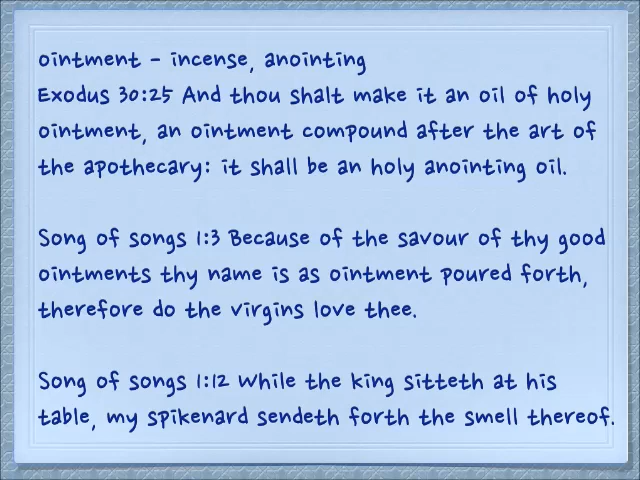 ointment - incense, anointing
Exodus 30:25 And thou shalt make it an oil of holy
ointment, an ointment compound after the art of
the apothecary: it shall be an holy anointing oil.
Song of songs 1:3 Because of the savour of thy good
ointments thy name is as ointment poured forth,
therefore do the virgins love thee.
Song of songs 1:12 While the king sitteth at his
table, my spikenard sendeth forth the smell thereof.